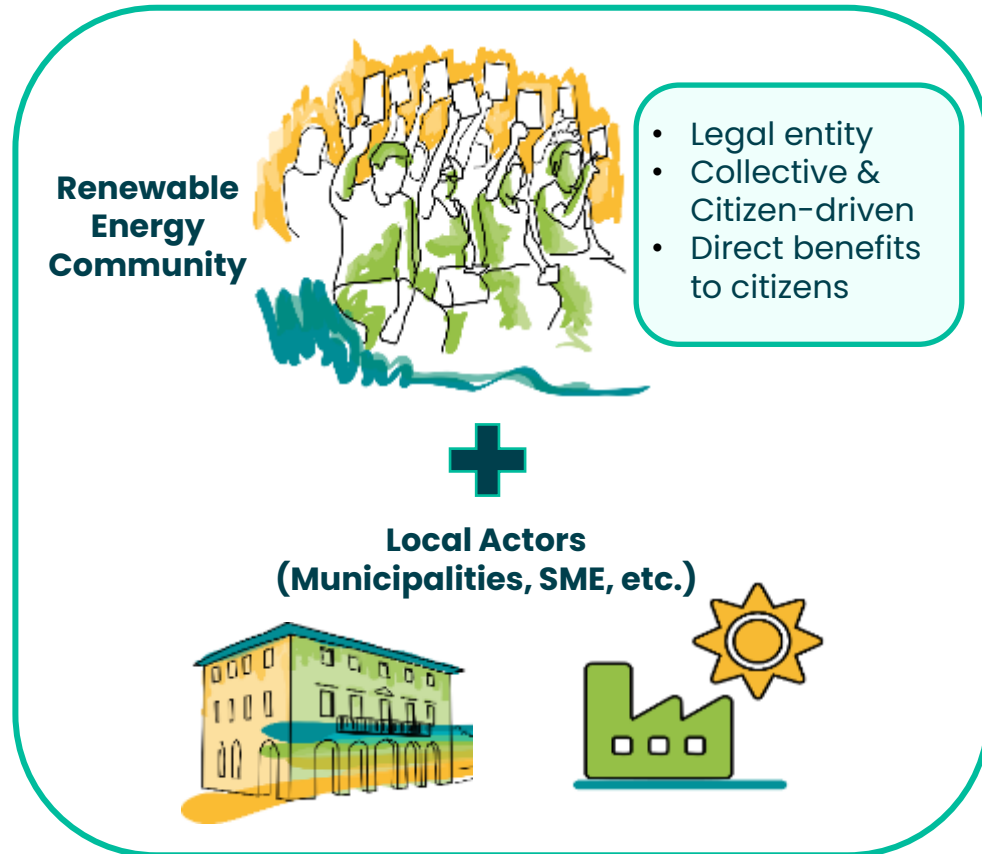 Renewable
Energy
Community
• Legal entity
• Collective &
Citizen-driven
• Direct benefits
to citizens
Local Actors
(Municipalities, SME, etc.)